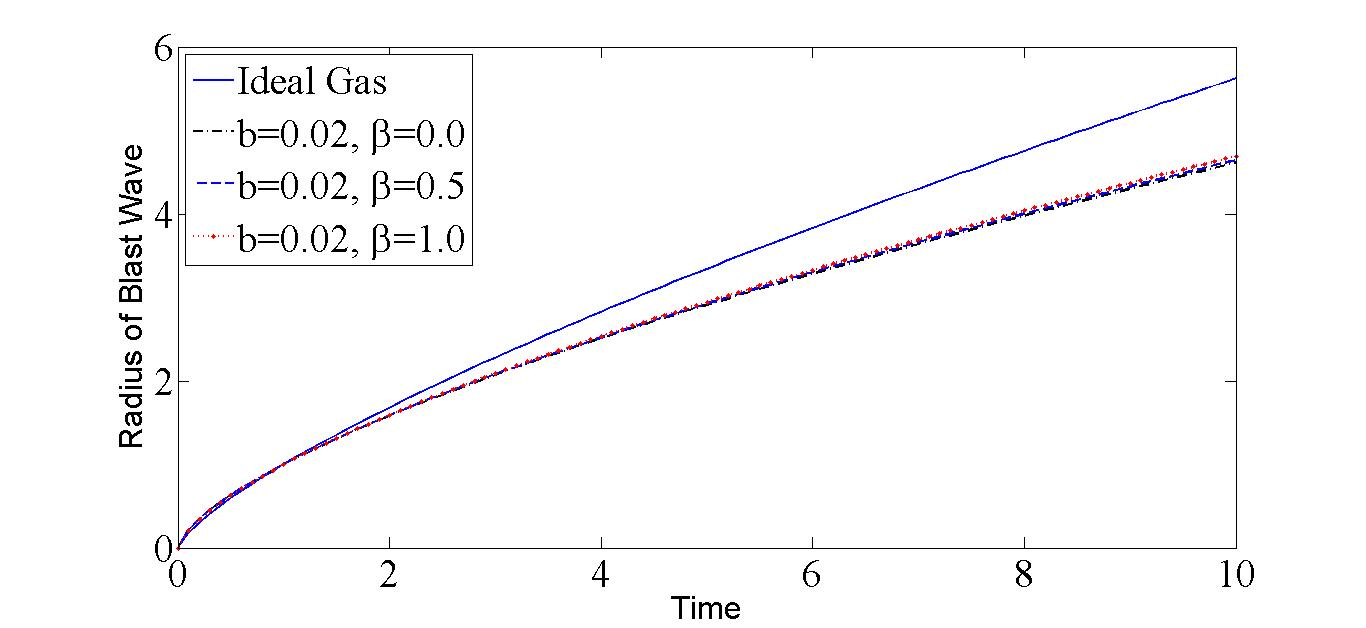 6
4
2
0
Radius of Blast Wave
Ideal Gas
b=0.02, β=0.0
b=0.02, β=0.5
b=0.02, β=1.0
0 2 4 6 8 10
Time